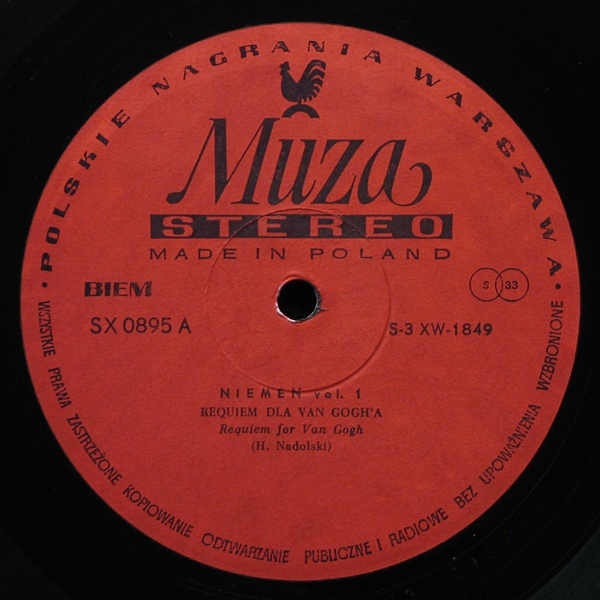 • POLSKIE NAGRANIA WARSZAWA •
Muza
STEREO
MADE IN POLAND
BIEM
S 33
SX 0895 A
S-3 XW-1849
NIEMEN Vol. 1
REQUIEM DLA VAN GOGH'A
Requiem for Van Gogh
(H. Nadolski)
WSZYSTKIE PRAWA ZASTRZEŻONE KOPIOWANIE ODTWARZANIE PUBLICZNE I RADIOWE BEZ UPOWAŻNIENIA WZBRONIONE